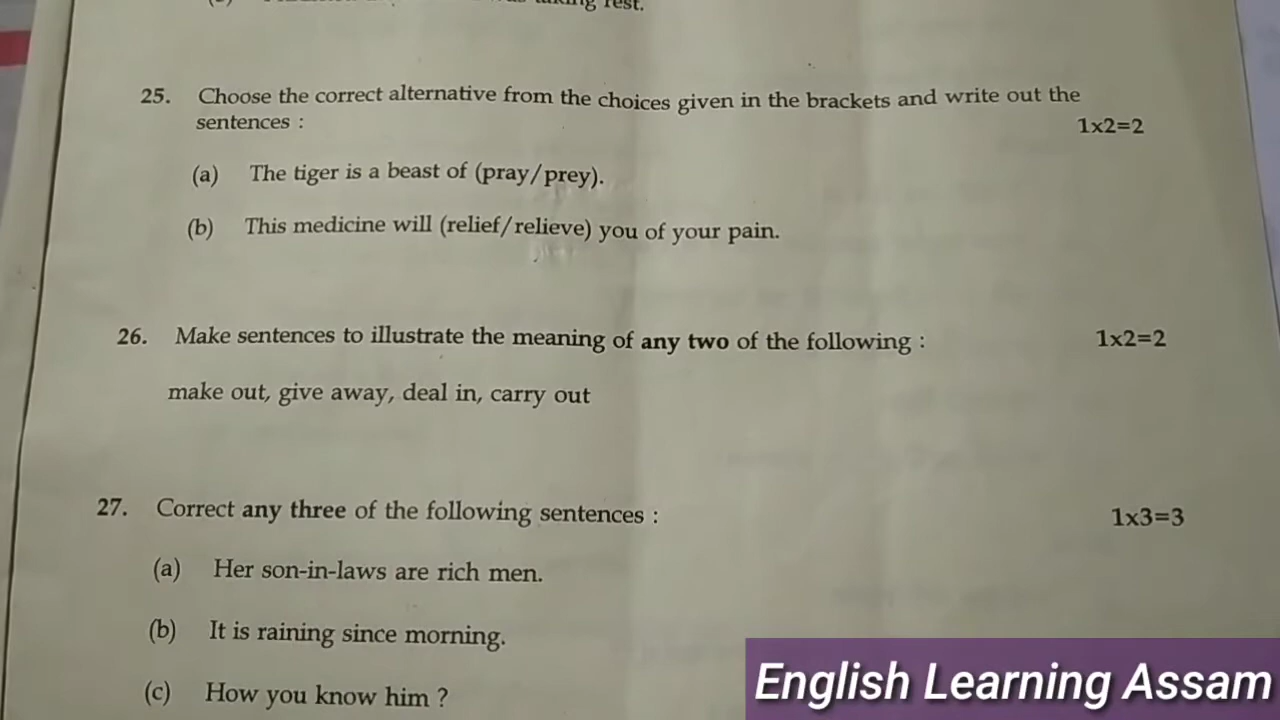 rest.
25. Choose the correct alternative from the choices given in the brackets and write out the
sentences : 1x2=2
(a) The tiger is a beast of (pray/prey).
(b) This medicine will (relief/relieve) you of your pain.
26. Make sentences to illustrate the meaning of any two of the following : 1x2=2
make out, give away, deal in, carry out
27. Correct any three of the following sentences : 1x3=3
(a) Her son-in-laws are rich men.
(b) It is raining since morning.
(c) How you know him ?
English Learning Assam